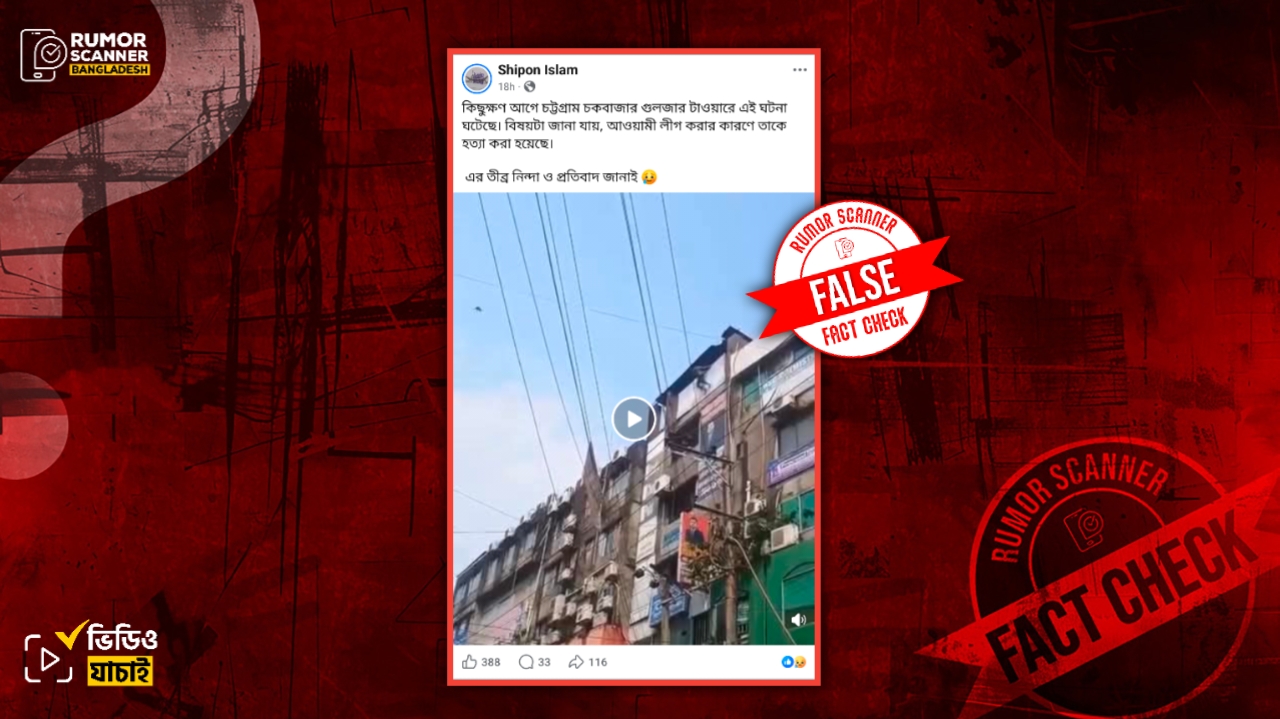 RUMOR
SCANNER
BANGLADESH
Shipon Islam
18h
কিছুক্ষণ আগে চট্টগ্রাম চকবাজার গুলজার টাওয়ারে এই ঘটনা
ঘটেছে। বিষয়টা জানা যায়, আওয়ামী লীগ করার কারণে তাকে
হত্যা করা হয়েছে।
এর তীব্র নিন্দা ও প্রতিবাদ জানাই 😥
RUMOR SCANNER
FALSE
FACT CHECK
388
33
116
RUMOR SCANNER
FACT CHECK
ভিডিও
যাচাই